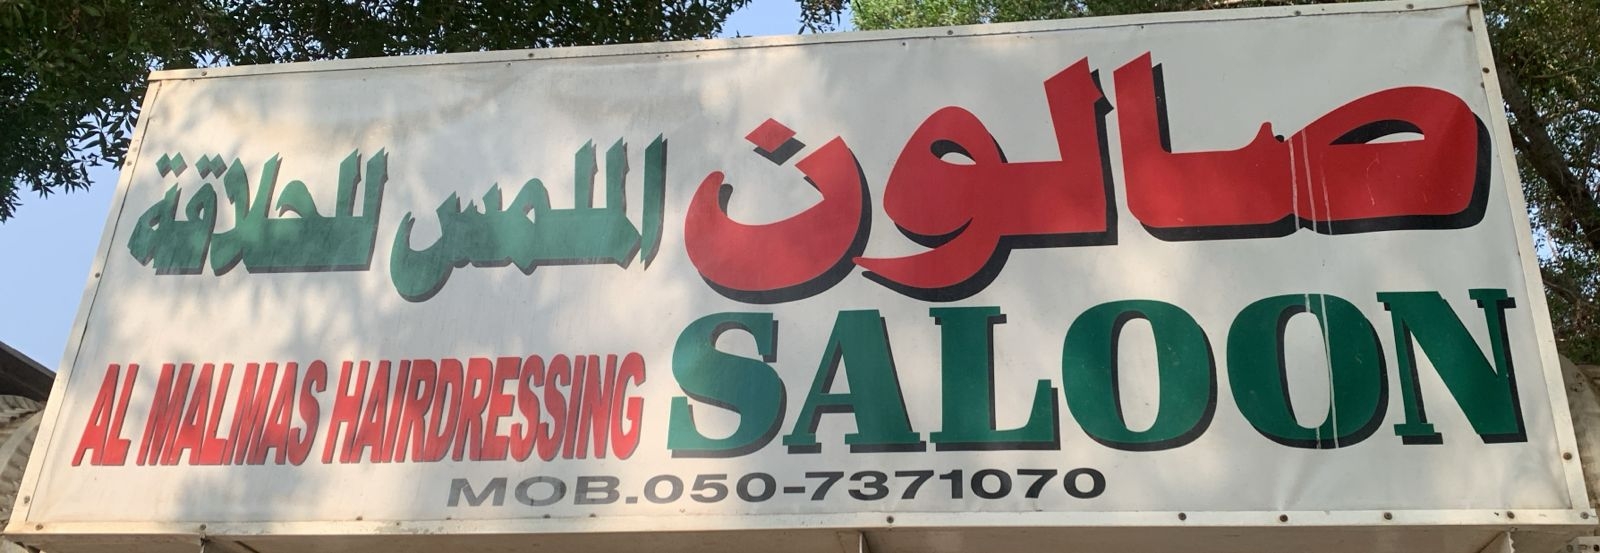 صالون الملمس للحلاقة
AL MALMAS HAIRDRESSING SALOON
MOB.050-7371070